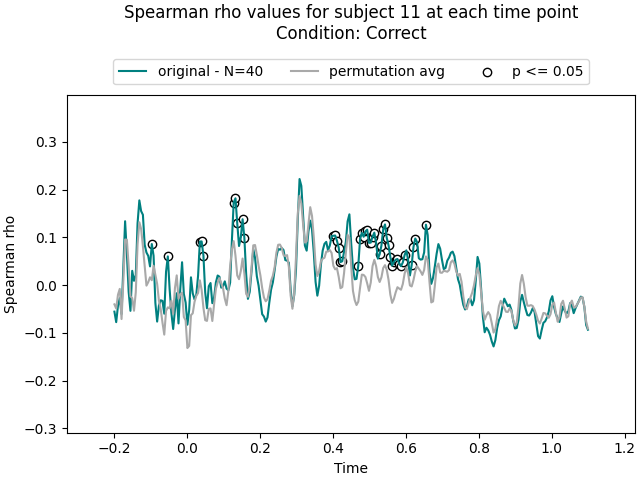 Spearman rho values for subject 11 at each time point
Condition: Correct
original - N=40
permutation avg
p <= 0.05
Spearman rho
0.3
0.2
0.1
0.0
−0.1
−0.2
−0.3
−0.2
0.0
0.2
0.4
0.6
0.8
1.0
1.2
Time